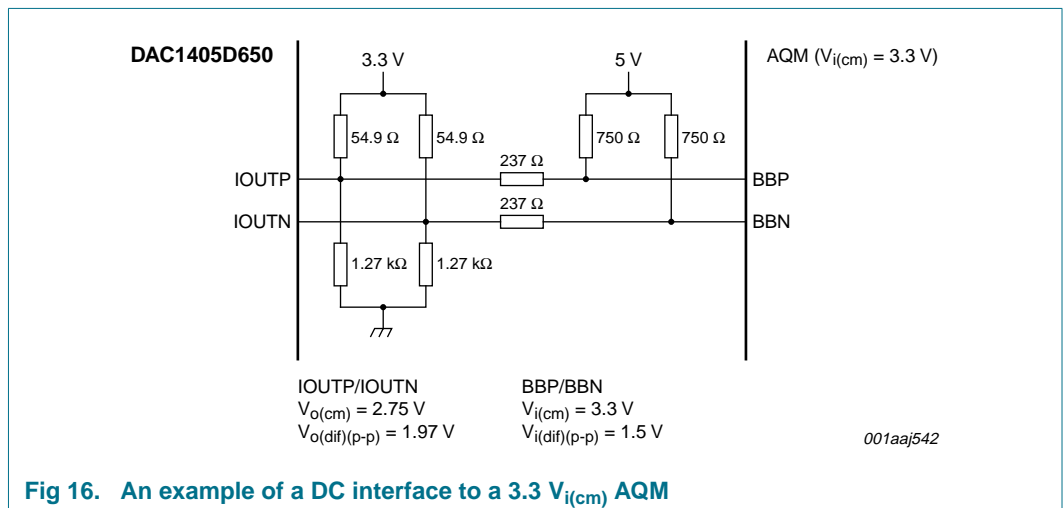 DAC1405D650
3.3 V
5 V
AQM (Vi(cm) = 3.3 V)
54.9 Ω
54.9 Ω
750 Ω
750 Ω
237 Ω
IOUTP
BBP
237 Ω
IOUTN
BBN
1.27 kΩ
1.27 kΩ
IOUTP/IOUTN
Vo(cm) = 2.75 V
Vo(dif)(p-p) = 1.97 V
BBP/BBN
Vi(cm) = 3.3 V
Vi(dif)(p-p) = 1.5 V
001aaj542
Fig 16. An example of a DC interface to a 3.3 Vi(cm) AQM